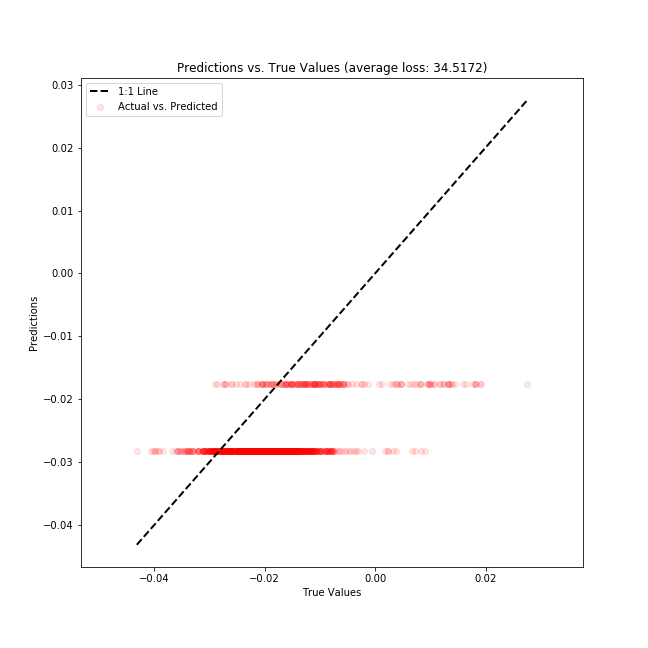 Predictions vs. True Values (average loss: 34.5172)
1:1 Line
Actual vs. Predicted
0.03
0.02
0.01
0.00
−0.01
−0.02
−0.03
−0.04
Predictions
−0.04
−0.02
0.00
0.02
True Values